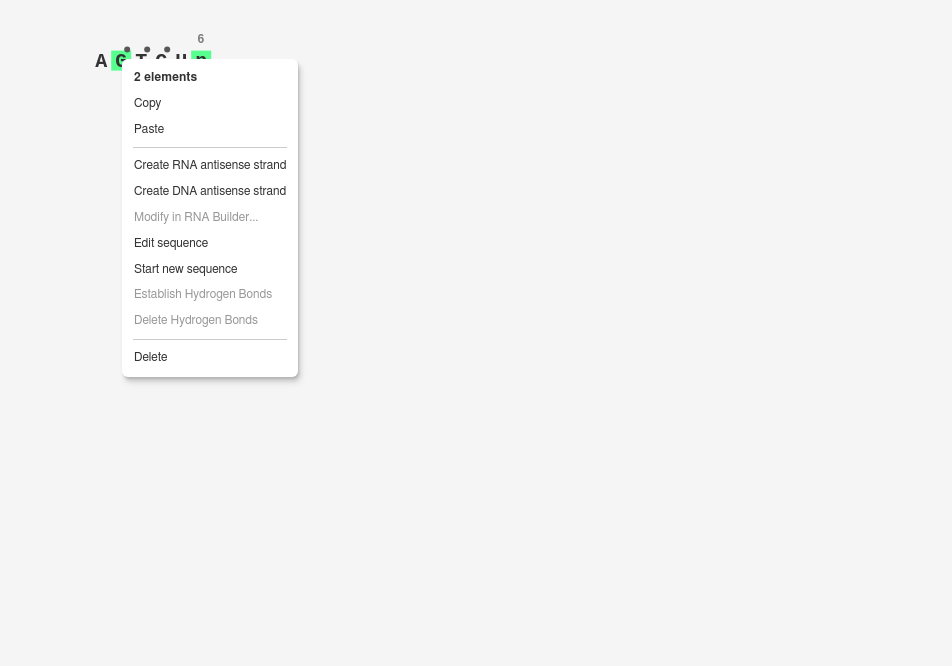 6
A G T C U n
2 elements
Copy
Paste
Create RNA antisense strand
Create DNA antisense strand
Modify in RNA Builder...
Edit sequence
Start new sequence
Establish Hydrogen Bonds
Delete Hydrogen Bonds
Delete